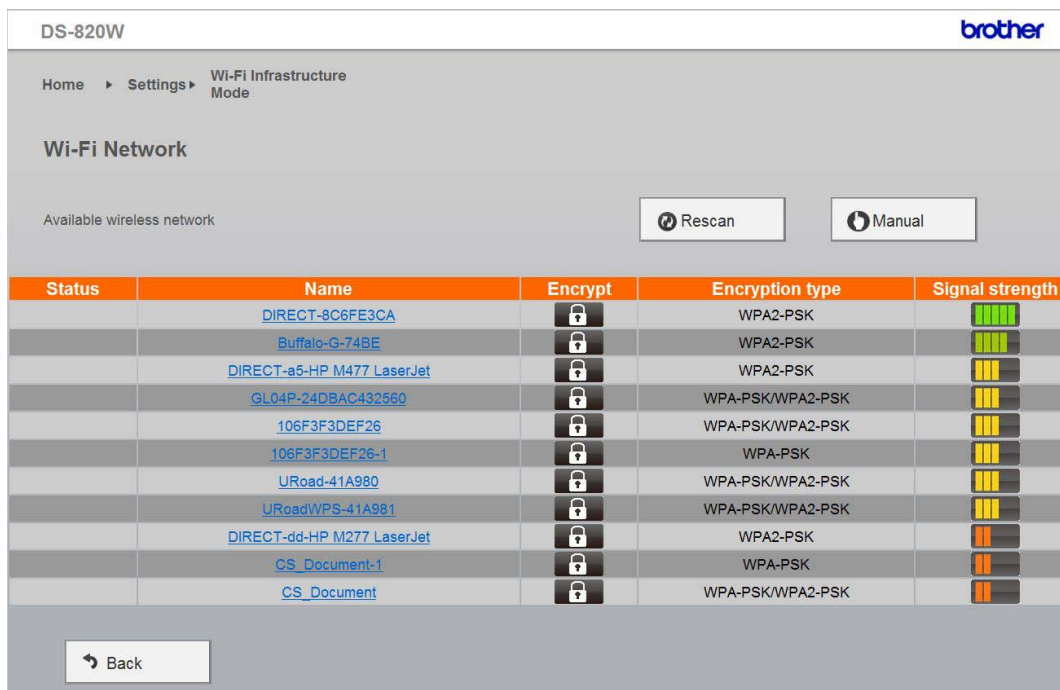 DS-820W brother
Home Settings Wi-Fi Infrastructure
Mode
Wi-Fi Network
Available wireless network Rescan Manual
Status Name Encrypt Encryption type Signal strength
DIRECT-8C6FE3CA WPA2-PSK
Buffalo-G-74BE WPA2-PSK
DIRECT-a5-HP M477 LaserJet WPA2-PSK
GL04P-24DBAC432560 WPA-PSK/WPA2-PSK
106F3F3DEF26 WPA-PSK/WPA2-PSK
106F3F3DEF26-1 WPA-PSK
URoad-41A980 WPA-PSK/WPA2-PSK
URoadWPS-41A981 WPA-PSK/WPA2-PSK
DIRECT-dd-HP M277 LaserJet WPA2-PSK
CS_Document-1 WPA-PSK
CS_Document WPA-PSK/WPA2-PSK
Back